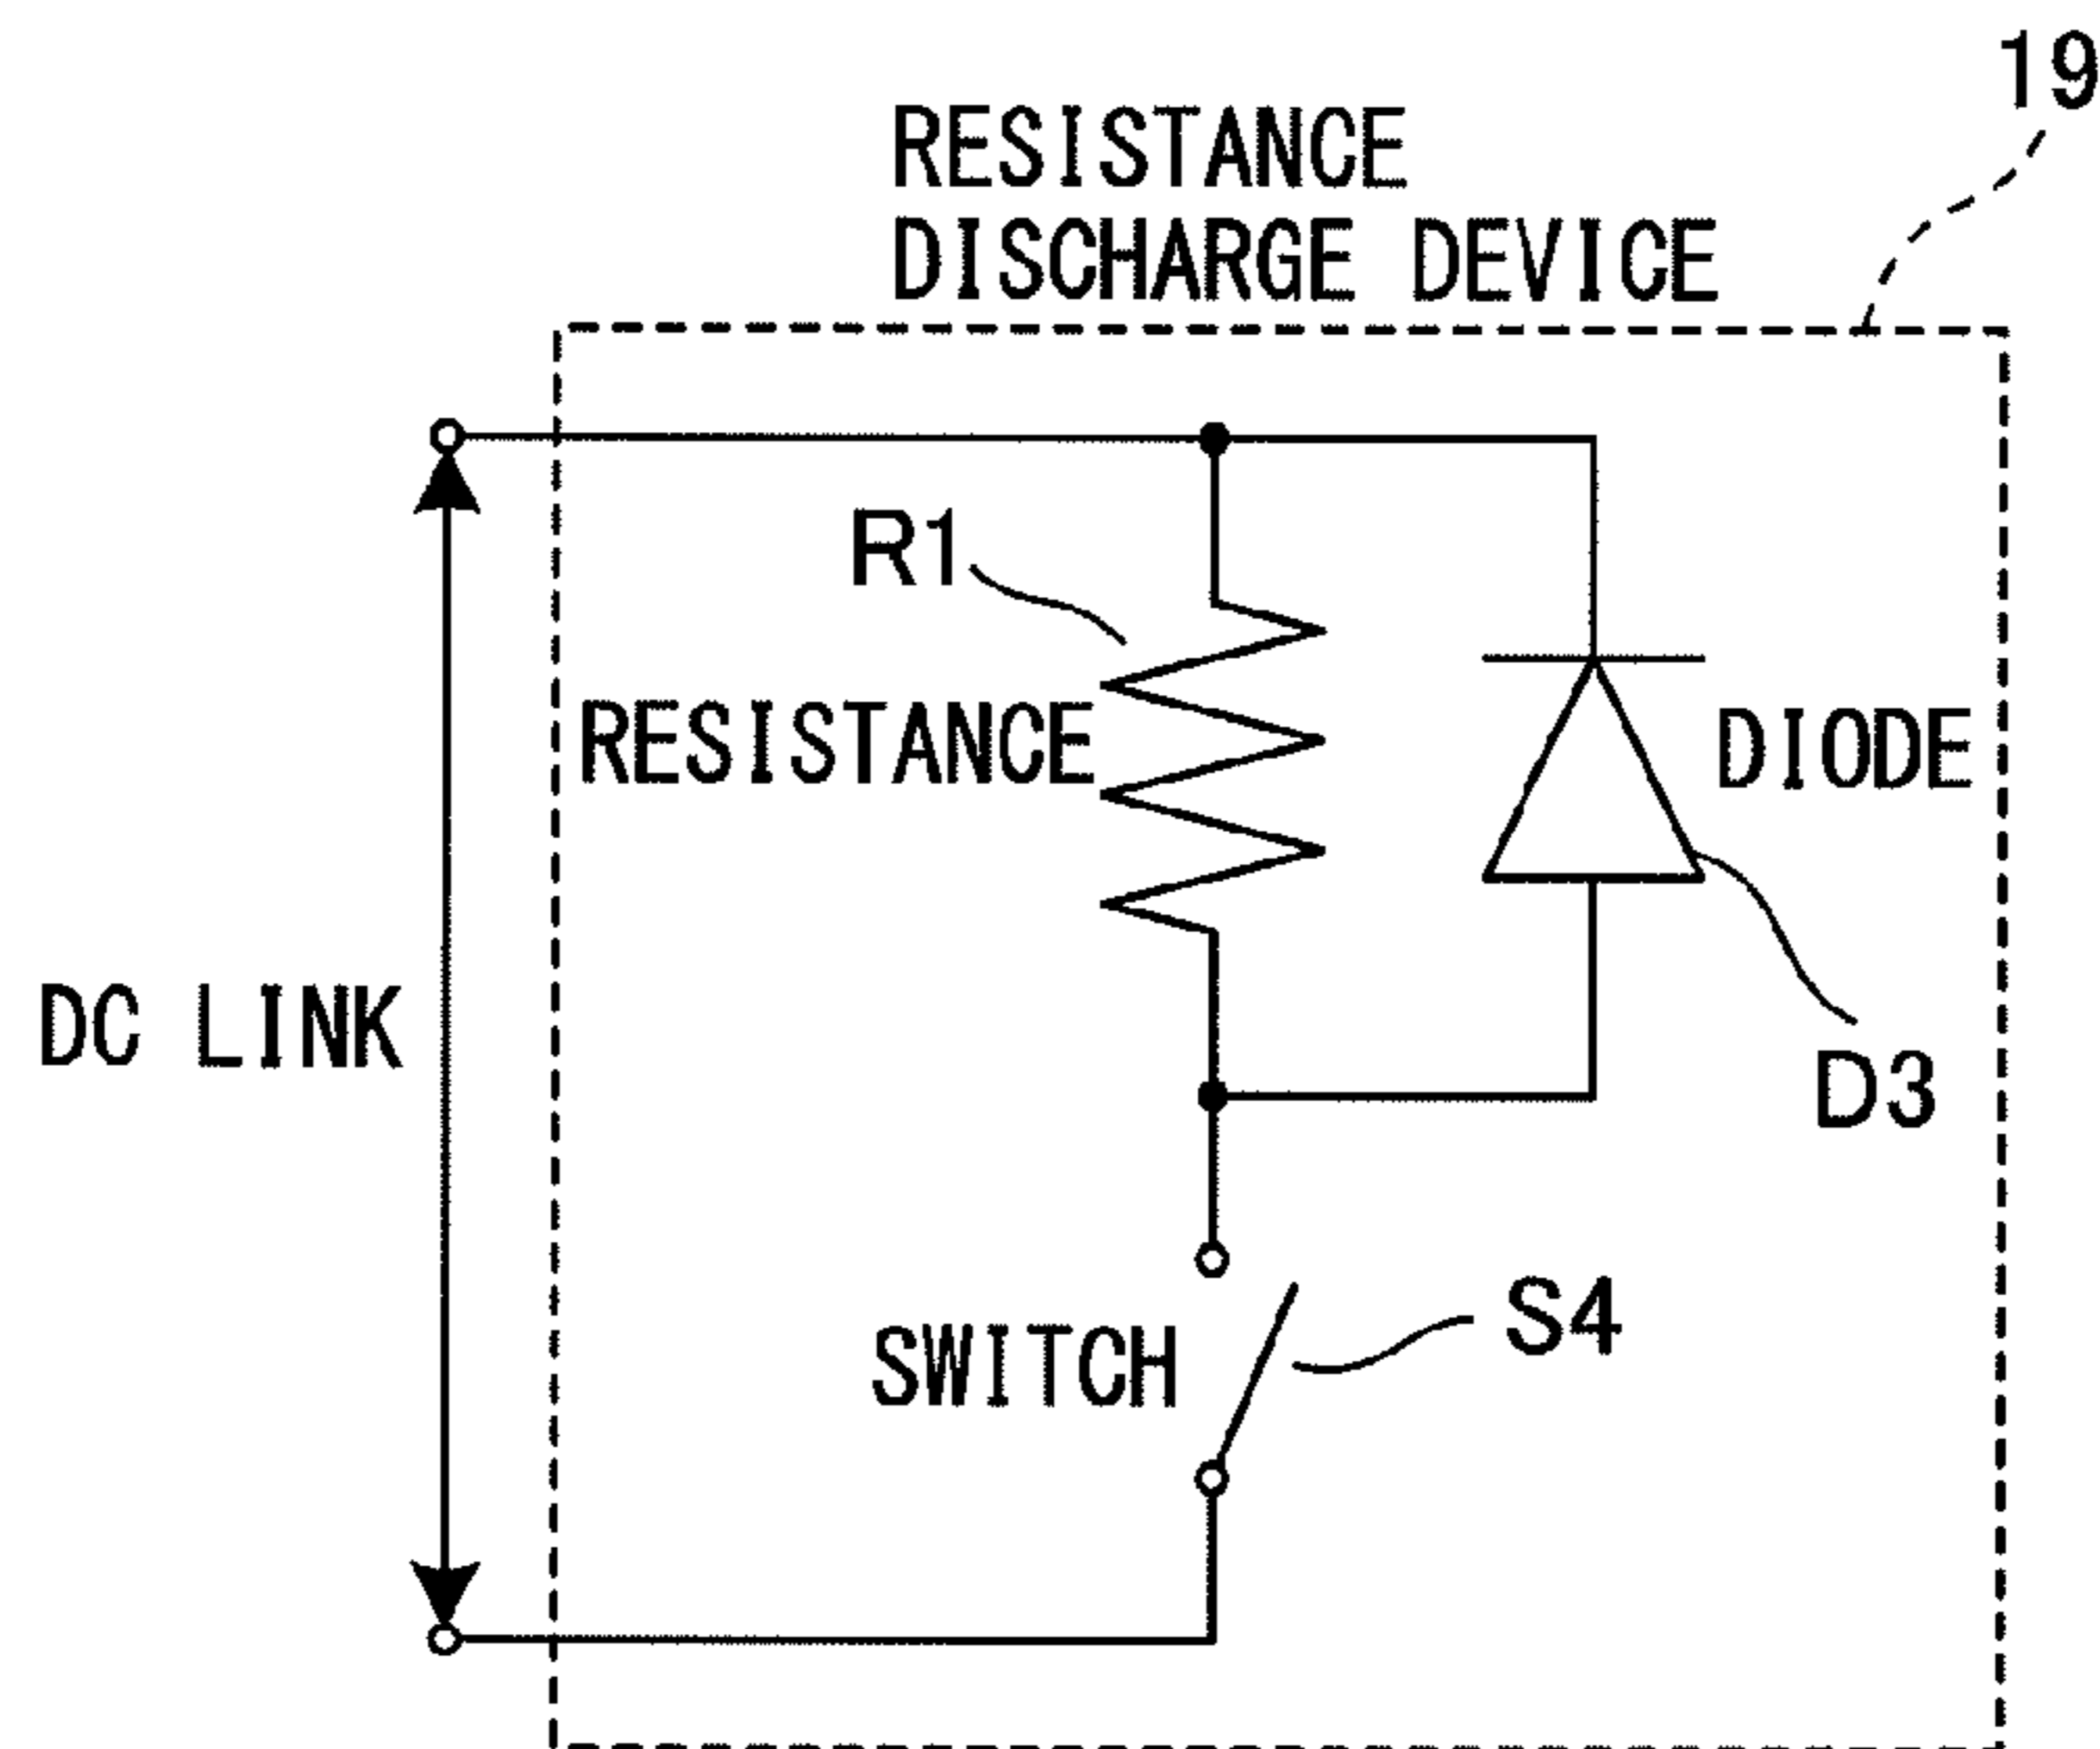 19
RESISTANCE
DISCHARGE DEVICE
R1
RESISTANCE
DIODE
DC LINK
D3
SWITCH
S4